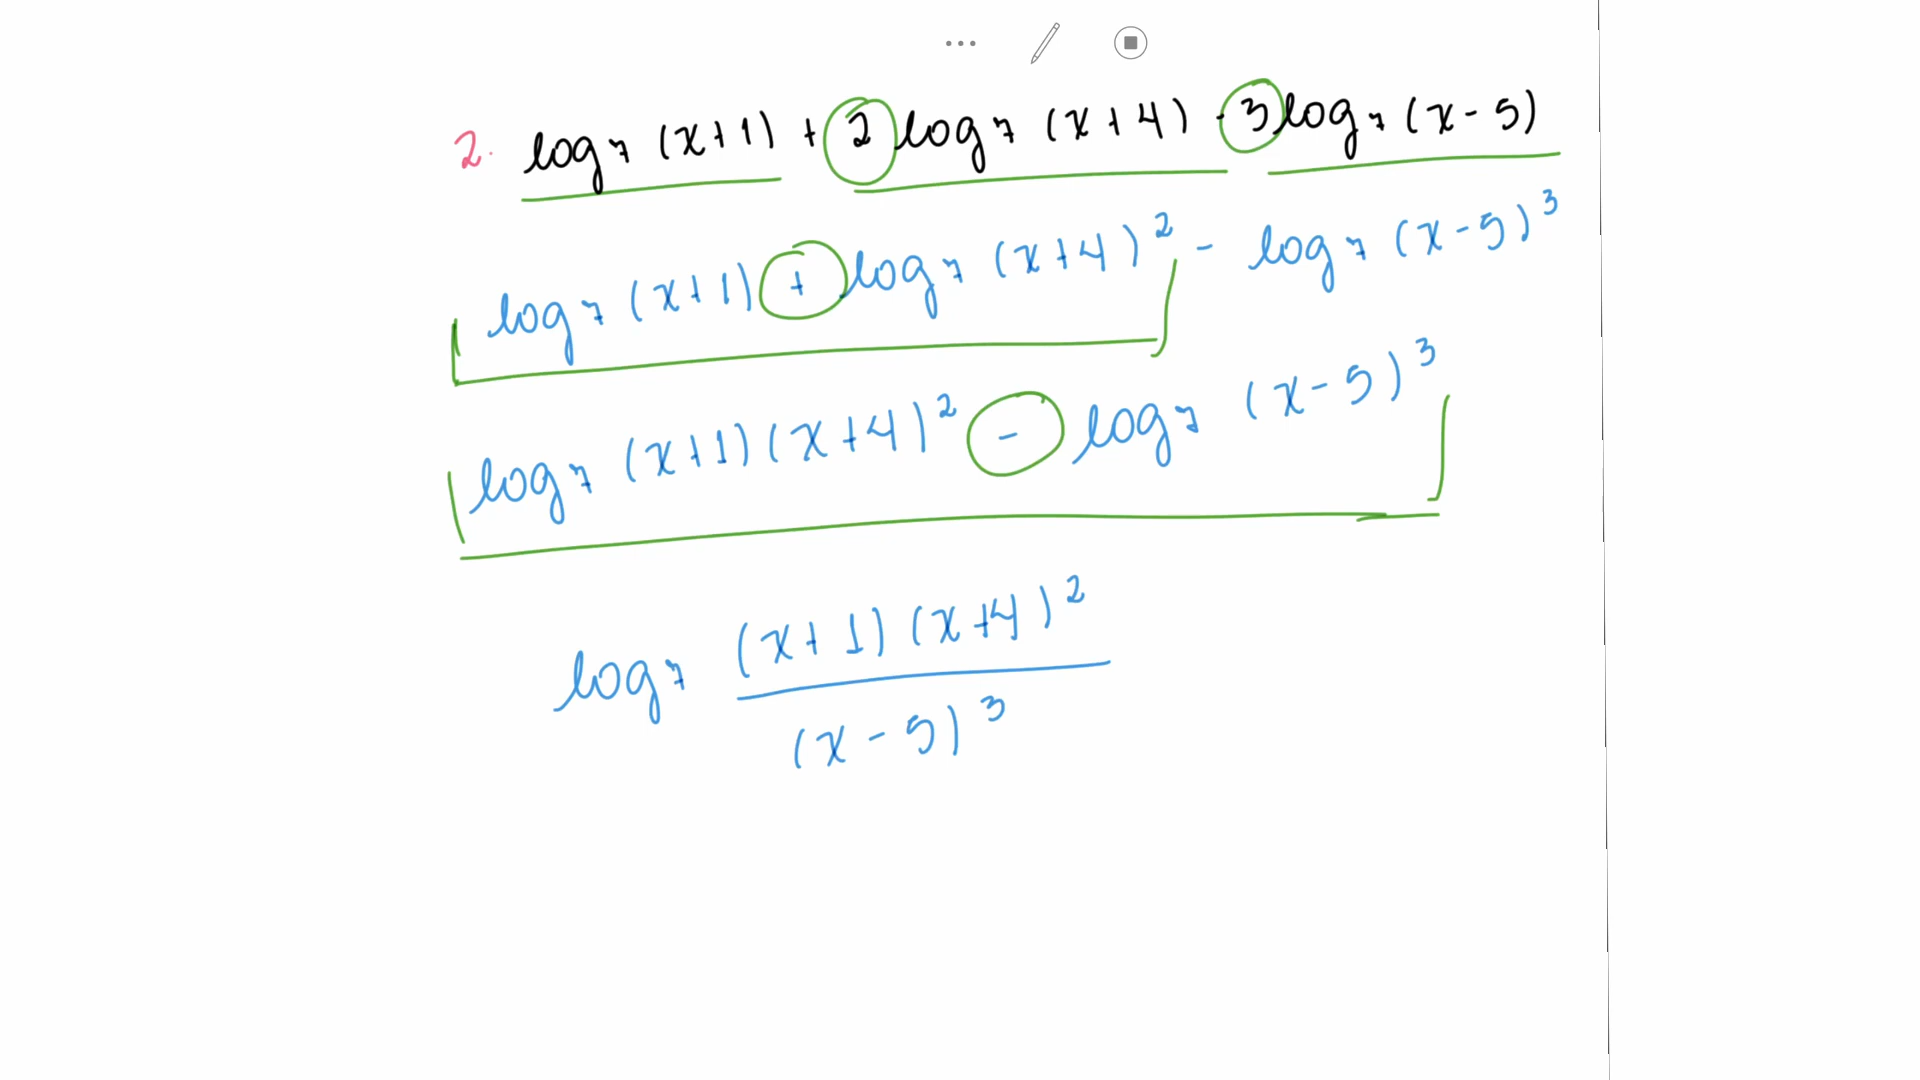 2. log₇ (x+1) + 2 log₇ (x+4) - 3 log₇ (x-5)
log₇ (x+1) + log₇ (x+4)² - log₇ (x-5)³
log₇ (x+1)(x+4)² - log₇ (x-5)³
log₇ (x+1)(x+4)²
(x-5)³